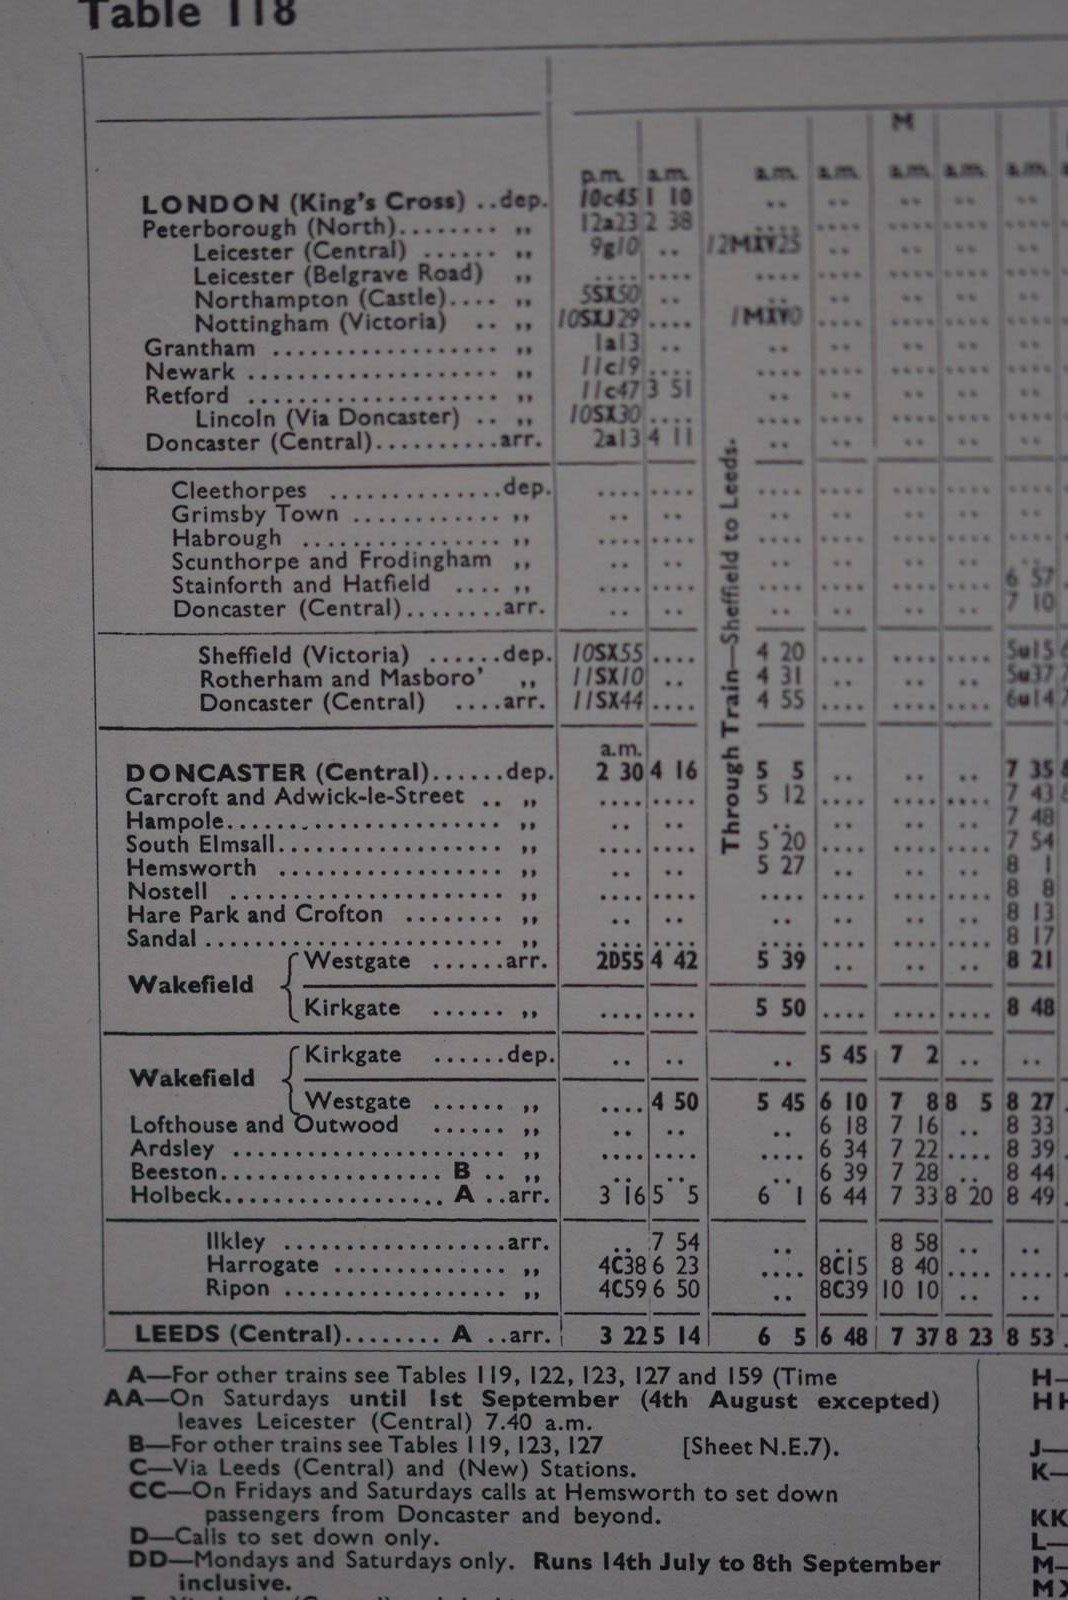 Table 118
M
p.m. a.m. a.m. a.m. a.m. a.m. a.m.
LONDON (King's Cross) ..dep. 10c45 1 10 .. .. .. .. ..
Peterborough (North)........ ,, 12a23 2 38 .... .... .... .... ....
Leicester (Central) ...... ,, 9g10 .. 12MXY25 .. .. .. ..
Leicester (Belgrave Road) ,, .... .... .... .... .... .... ....
Northampton (Castle).... ,, 5SX50 .. .. .. .. .. ..
Nottingham (Victoria) .. ,, 10SXJ29 .... 1MXY0 .... .... .... ....
Grantham .................. ,, 1a13 .. .. .. .. .. ..
Newark .................... ,, 11c19 .... .... .... .... .... ....
Retford .................... ,, 11c47 3 51 .. .. .. .. ..
Lincoln (Via Doncaster) .. ,, 10SX30 .... .... .... .... .... ....
Doncaster (Central)..........arr. 2a13 4 11 .. .. .. .. ..
Cleethorpes ..............dep. .... .... .... .... .... .... ....
Grimsby Town ............ ,, .. .. .. .. .. .. ..
Habrough ................ ,, .... .... .... .... .... .... ....
Scunthorpe and Frodingham ,, .. .. .. .. .. .. ..
Stainforth and Hatfield .... ,, .... .... .... .... .... .... 6 57
Doncaster (Central)........arr. .. .. .. .. .. .. 7 10
Through Train—Sheffield to Leeds.
Sheffield (Victoria) ......dep. 10SX55 .... 4 20 .... .... .... 5u15
Rotherham and Masboro' ,, 11SX10 .. 4 31 .. .. .. 5u37
Doncaster (Central) ....arr. 11SX44 .... 4 55 .... .... .... 6u14
a.m.
DONCASTER (Central)......dep. 2 30 4 16 5 5 .. .. .. 7 35
Carcroft and Adwick-le-Street .. ,, .... .... 5 12 .... .... .... 7 43
Hampole....................... ,, .. .. .. .. .. .. 7 48
South Elmsall.................. ,, .... .... 5 20 .... .... .... 7 54
Hemsworth .................. ,, .. .. 5 27 .. .. .. 8 1
Nostell ...................... ,, .... .... .... .... .... .... 8 8
Hare Park and Crofton ........ ,, .. .. .. .. .. .. 8 13
Sandal......................... ,, .... .... .... .... .... .... 8 17
Westgate ......arr. 2D55 4 42 5 39 .. .. .. 8 21
Wakefield
Kirkgate ...... ,, .... .... 5 50 .... .... .... 8 48
Kirkgate ......dep. .. .. .. 5 45 7 2 .. ..
Wakefield
Westgate ...... ,, .... 4 50 5 45 6 10 7 8 8 5 8 27
Lofthouse and Outwood ...... ,, .. .. .. 6 18 7 16 .. 8 33
Ardsley ...................... ,, .... .... .... 6 34 7 22 .... 8 39
Beeston................. B .. ,, .. .. .. 6 39 7 28 .. 8 44
Holbeck.................. A ..arr. 3 16 5 5 6 1 6 44 7 33 8 20 8 49
Ilkley ..................arr. .. 7 54 .. .. 8 58 .. ..
Harrogate .............. ,, 4C38 6 23 .... 8C15 8 40 .... ....
Ripon .................. ,, 4C59 6 50 .. 8C39 10 10 .. ..
LEEDS (Central)........ A ..arr. 3 22 5 14 6 5 6 48 7 37 8 23 8 53
A—For other trains see Tables 119, 122, 123, 127 and 159 (Time
AA—On Saturdays until 1st September (4th August excepted)
leaves Leicester (Central) 7.40 a.m.
B—For other trains see Tables 119, 123, 127 [Sheet N.E.7).
C—Via Leeds (Central) and (New) Stations.
CC—On Fridays and Saturdays calls at Hemsworth to set down
passengers from Doncaster and beyond.
D—Calls to set down only.
DD—Mondays and Saturdays only. Runs 14th July to 8th September
inclusive.
H—
J—
K—
KK
L—
M—